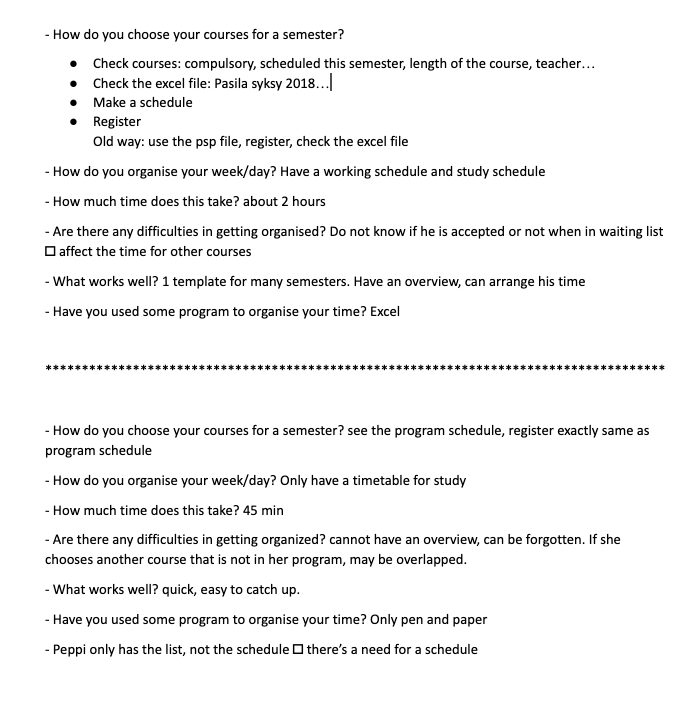 - How do you choose your courses for a semester?
● Check courses: compulsory, scheduled this semester, length of the course, teacher…
● Check the excel file: Pasila syksy 2018…
● Make a schedule
● Register
Old way: use the psp file, register, check the excel file
- How do you organise your week/day? Have a working schedule and study schedule
- How much time does this take? about 2 hours
- Are there any difficulties in getting organised? Do not know if he is accepted or not when in waiting list
☐ affect the time for other courses
- What works well? 1 template for many semesters. Have an overview, can arrange his time
- Have you used some program to organise your time? Excel
**************************************************************************************
- How do you choose your courses for a semester? see the program schedule, register exactly same as
program schedule
- How do you organise your week/day? Only have a timetable for study
- How much time does this take? 45 min
- Are there any difficulties in getting organized? cannot have an overview, can be forgotten. If she
chooses another course that is not in her program, may be overlapped.
- What works well? quick, easy to catch up.
- Have you used some program to organise your time? Only pen and paper
- Peppi only has the list, not the schedule ☐ there’s a need for a schedule